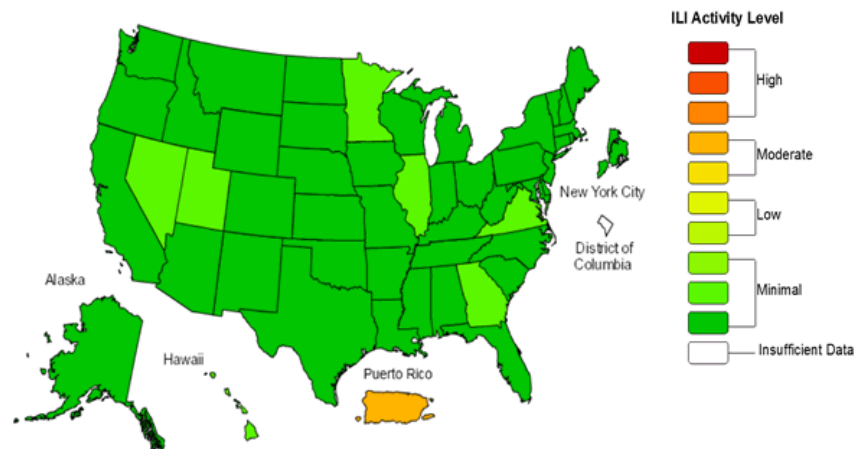 ILI Activity Level
High
Moderate
Low
Minimal
Insufficient Data
New York City
District of
Columbia
Alaska
Hawaii
Puerto Rico